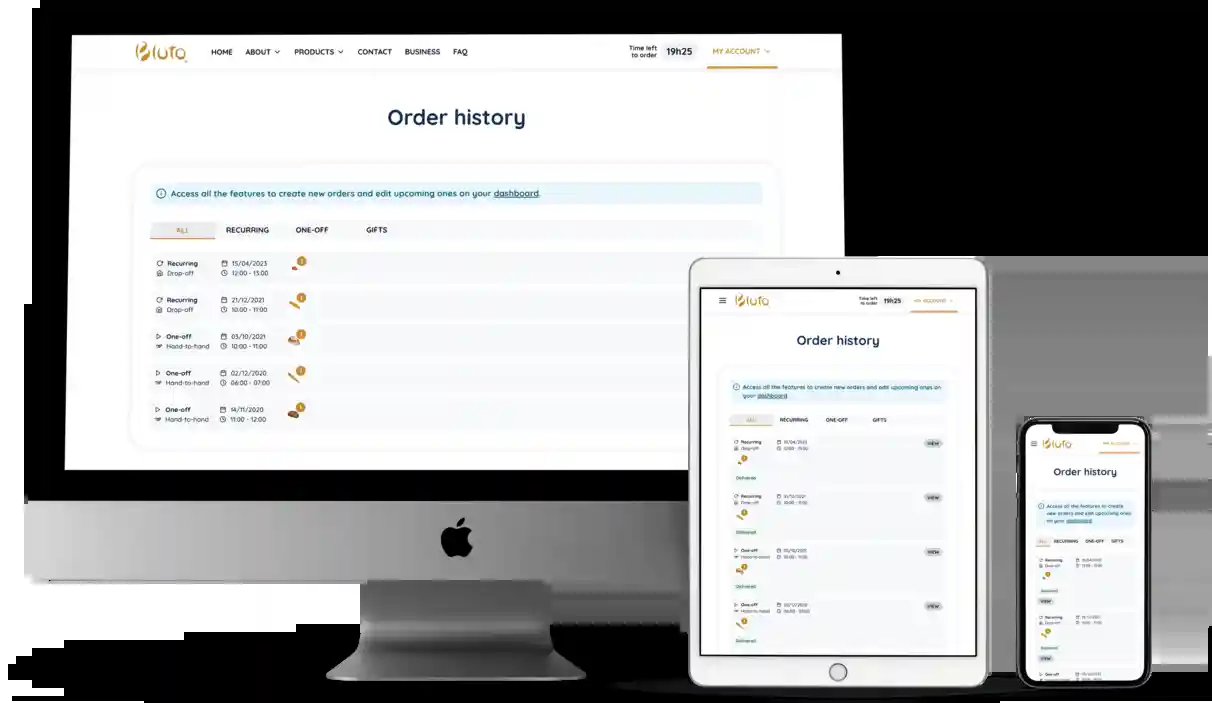 Bluto
HOME ABOUT PRODUCTS CONTACT BUSINESS FAQ
Time left
to order
19h25
MY ACCOUNT
Order history
Access all the features to create new orders and edit upcoming ones on your dashboard.
ALL RECURRING ONE-OFF GIFTS
Recurring 15/04/2023 1
Drop-off 12:00 - 13:00
Recurring 21/12/2021 1
Drop-off 10:00 - 11:00
One-off 03/10/2021 1
Hand-to-hand 10:00 - 11:00
One-off 02/12/2020 1
Hand-to-hand 06:00 - 07:00
One-off 14/11/2020
Hand-to-hand 11:00 - 12:00
Bluto
Time left
to order
19h25
MY ACCOUNT
Order history
Access all the features to create new orders and edit upcoming ones on
your dashboard.
ALL RECURRING ONE-OFF GIFTS
Recurring VIEW
Drop-off
Delivered
Recurring VIEW
Drop-off
Delivered
One-off VIEW
Hand-to-hand
Delivered
One-off VIEW
Hand-to-hand
Delivered
Bluto
MY ACCOUNT
Order history
Access all the features to create
new orders and edit upcoming ones
on your dashboard.
ALL RECURRING ONE-OFF GIFTS
Recurring
Drop-off
Delivered
VIEW
Recurring
Drop-off
Delivered
VIEW
One-off